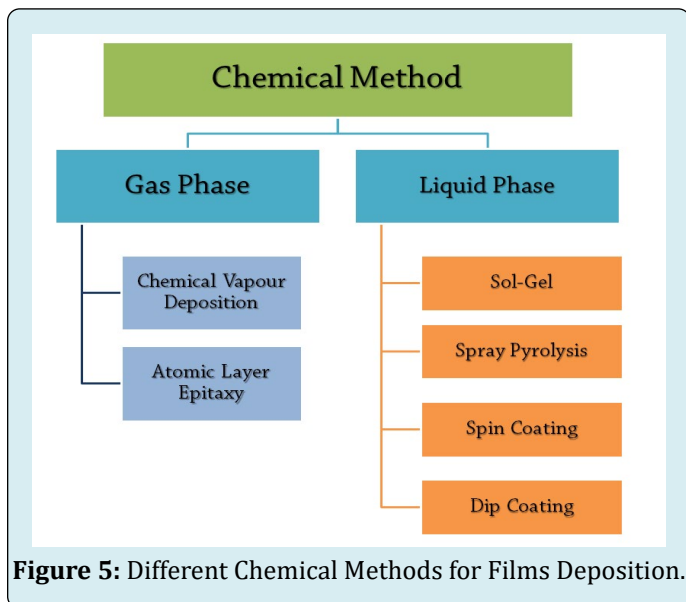 Chemical Method
Gas Phase
Chemical Vapour
Deposition
Atomic Layer
Epitaxy
Liquid Phase
Sol-Gel
Spray Pyrolysis
Spin Coating
Dip Coating
Figure 5: Different Chemical Methods for Films Deposition.